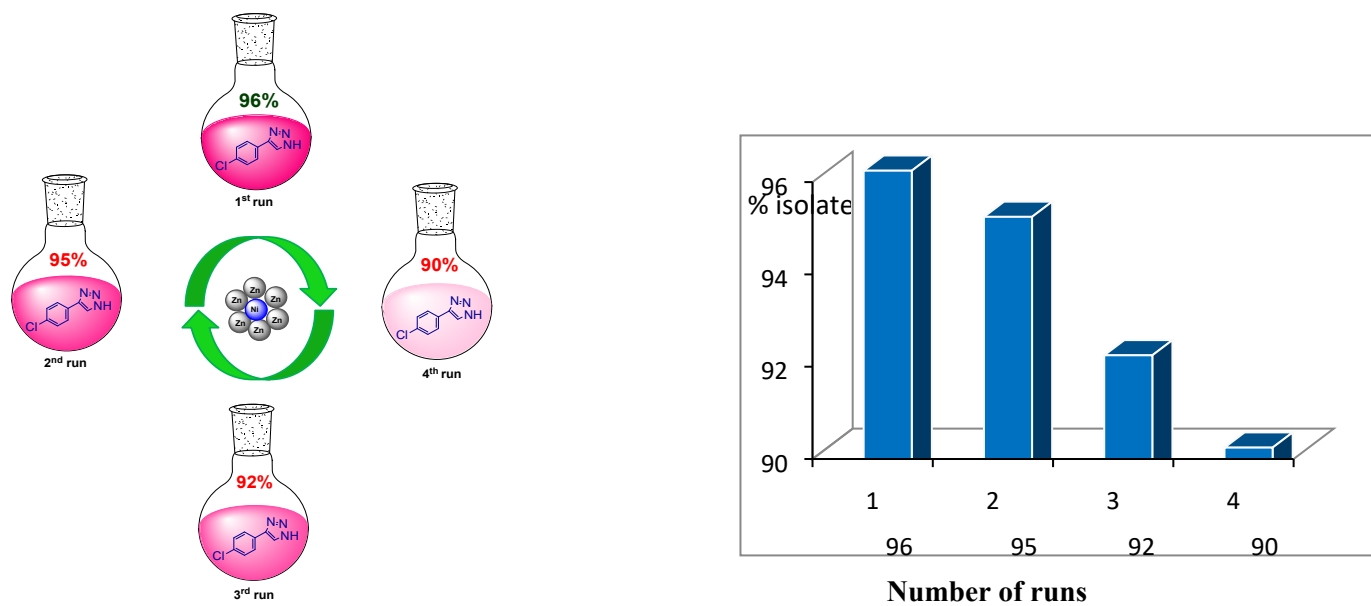 96%
N
N
NH
Cl
1st run
95%
N
N
NH
Cl
2nd run
Zn
Zn
Zn
Ni
Zn
Zn
Zn
90%
N
N
NH
Cl
4th run
92%
N
N
NH
Cl
3rd run
% isolate
96
94
92
90
1 2 3 4
96 95 92 90
Number of runs